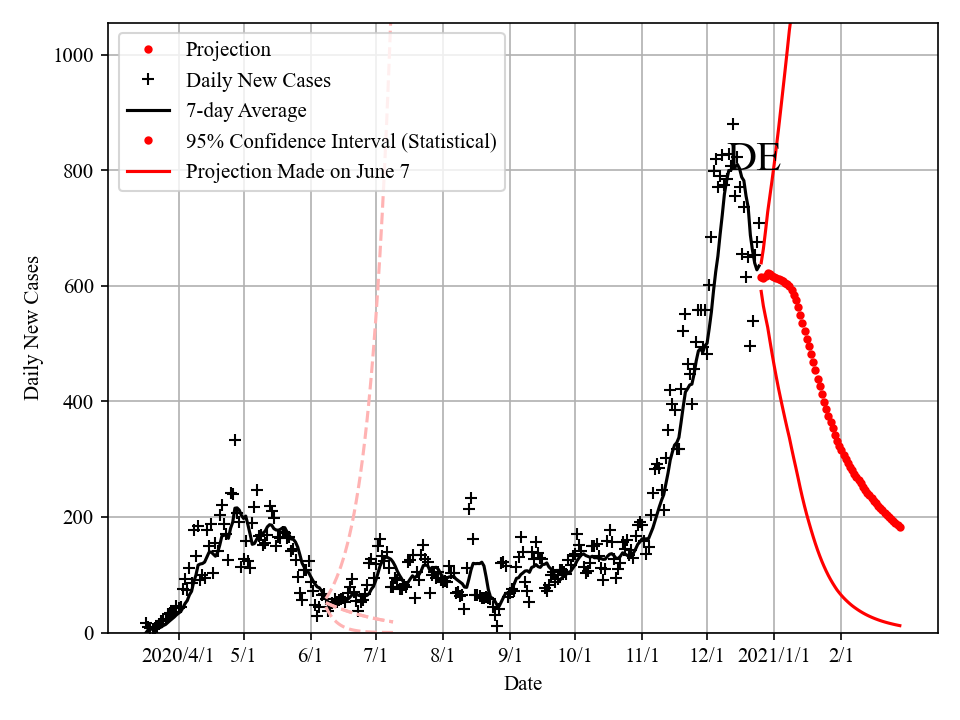 Projection
Daily New Cases
7-day Average
95% Confidence Interval (Statistical)
Projection Made on June 7
DE
1000
800
600
400
200
0
Daily New Cases
2020/4/1 5/1 6/1 7/1 8/1 9/1 10/1 11/1 12/1 2021/1/1 2/1
Date